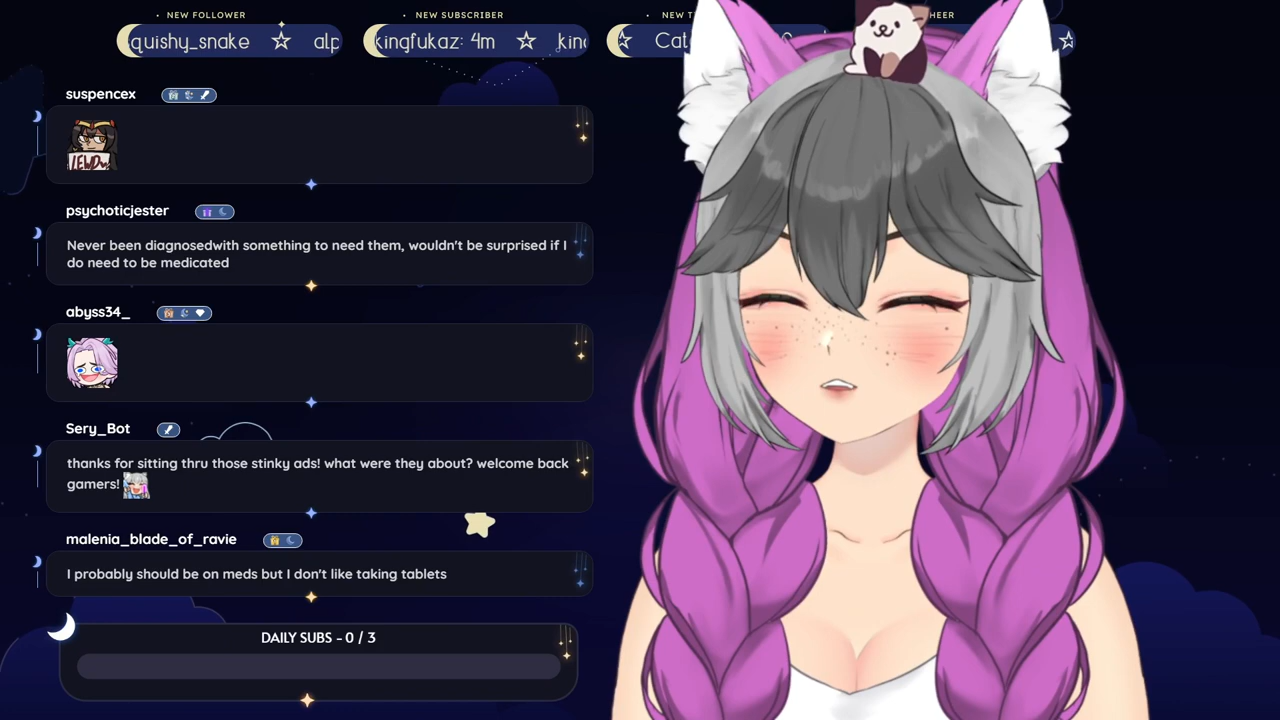 NEW FOLLOWER
NEW SUBSCRIBER
NEW T
HEER
quishy_snake ☆ alp
kingfukaz: 4m ☆ kin
☆ Cat
suspencex
LEWD
psychoticjester
Never been diagnosedwith something to need them, wouldn't be surprised if I
do need to be medicated
abyss34_
Sery_Bot
thanks for sitting thru those stinky ads! what were they about? welcome back
gamers!
malenia_blade_of_ravie
I probably should be on meds but I don't like taking tablets
DAILY SUBS - 0 / 3